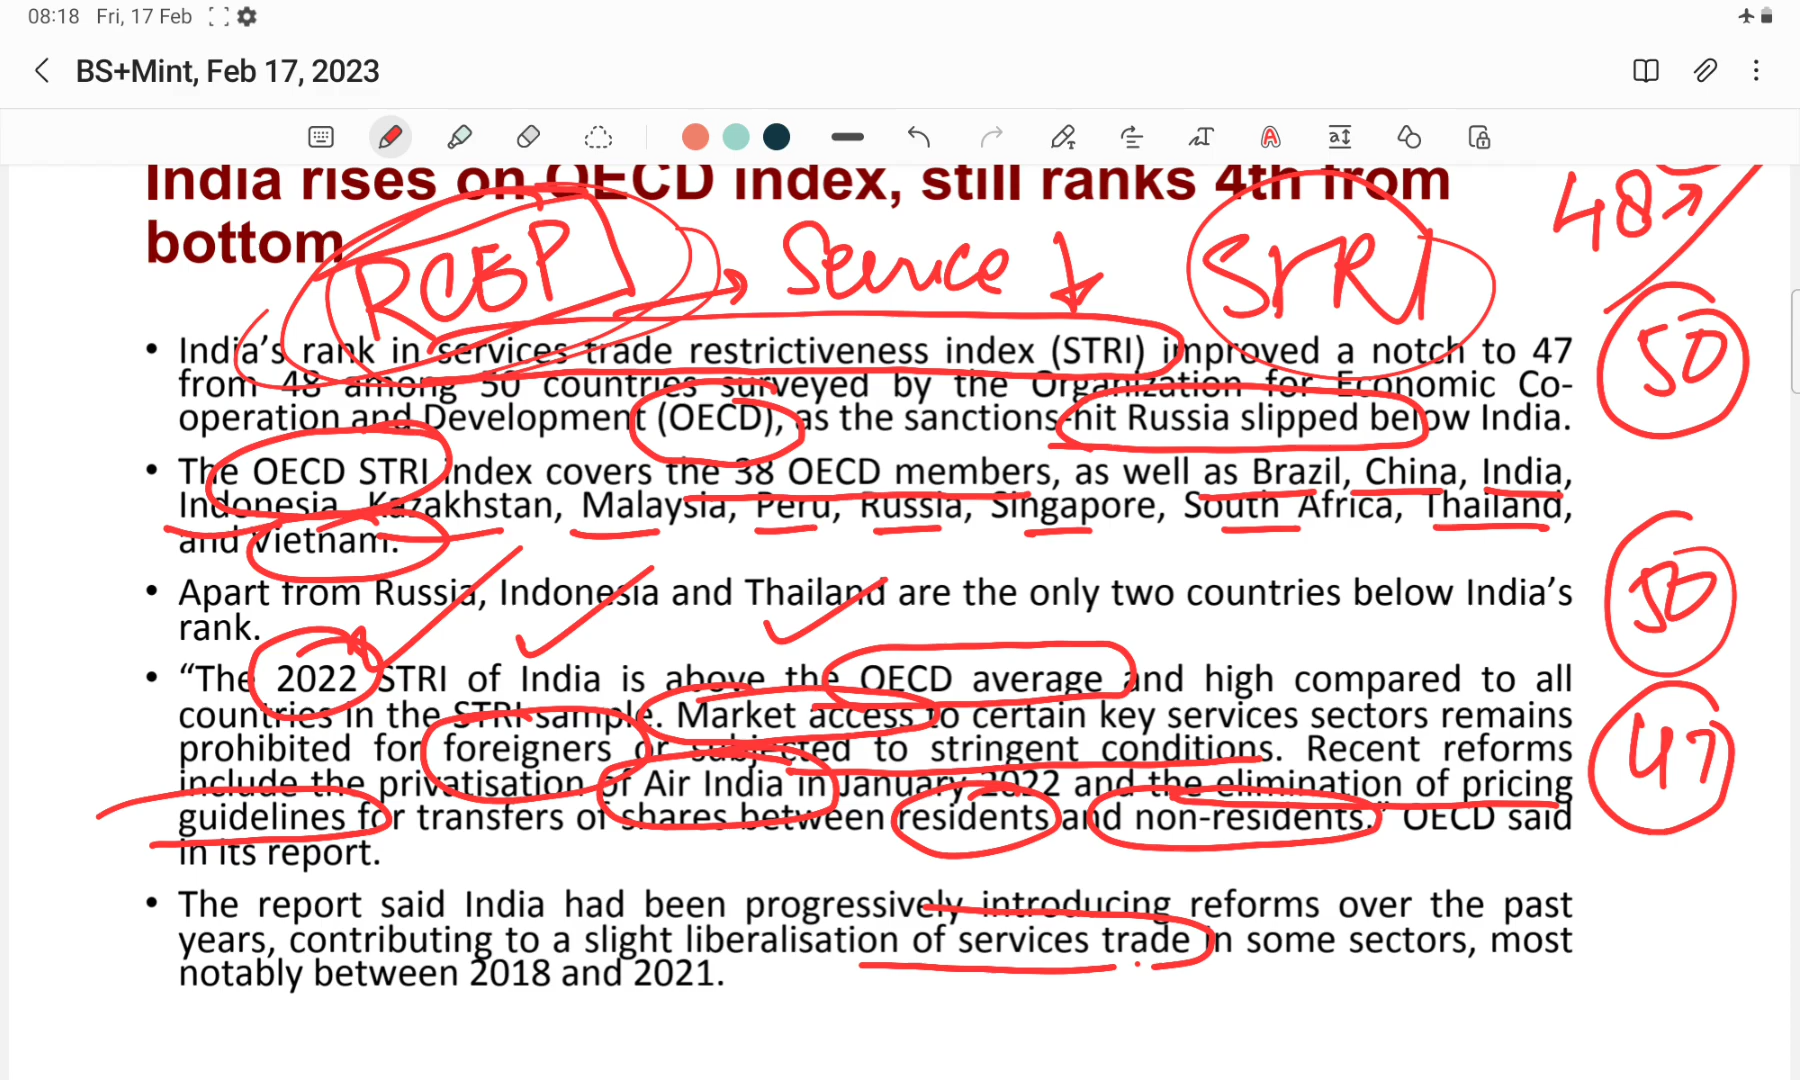 08:18 Fri, 17 Feb
BS+Mint, Feb 17, 2023
India rises on OECD index, still ranks 4th from
bottom
48
RCEP → Service ↓ STRI
50
• India's rank in services trade restrictiveness index (STRI) improved a notch to 47
from 48 among 50 countries surveyed by the Organization for Economic Co-
operation and Development (OECD), as the sanctions-hit Russia slipped below India.
• The OECD STRI index covers the 38 OECD members, as well as Brazil, China, India,
Indonesia, Kazakhstan, Malaysia, Peru, Russia, Singapore, South Africa, Thailand,
and Vietnam.
50
• Apart from Russia, Indonesia and Thailand are the only two countries below India's
rank.
• “The 2022 STRI of India is above the OECD average and high compared to all
countries in the STRI sample. Market access to certain key services sectors remains
prohibited for foreigners or subjected to stringent conditions. Recent reforms
include the privatisation of Air India in January 2022 and the elimination of pricing
guidelines for transfers of shares between residents and non-residents.” OECD said
in its report.
47
• The report said India had been progressively introducing reforms over the past
years, contributing to a slight liberalisation of services trade in some sectors, most
notably between 2018 and 2021.